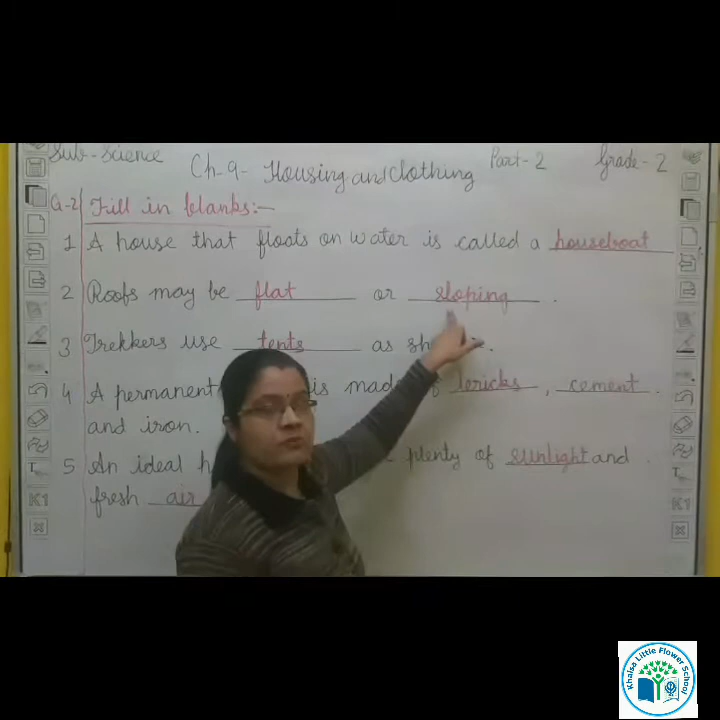 Sub-Science Ch-9- Housing and clothing Part-2 Grade-2
Q-2 Fill in blanks:-
1 A house that floats on water is called a houseboat
2 Roofs may be flat or sloping.
3 Trekkers use tents as sh .
4 A permanent is made of bricks, cement.
and iron.
5 An ideal h plenty of sunlight and
fresh air
T K1
T K1
Khalsa Little Flower School